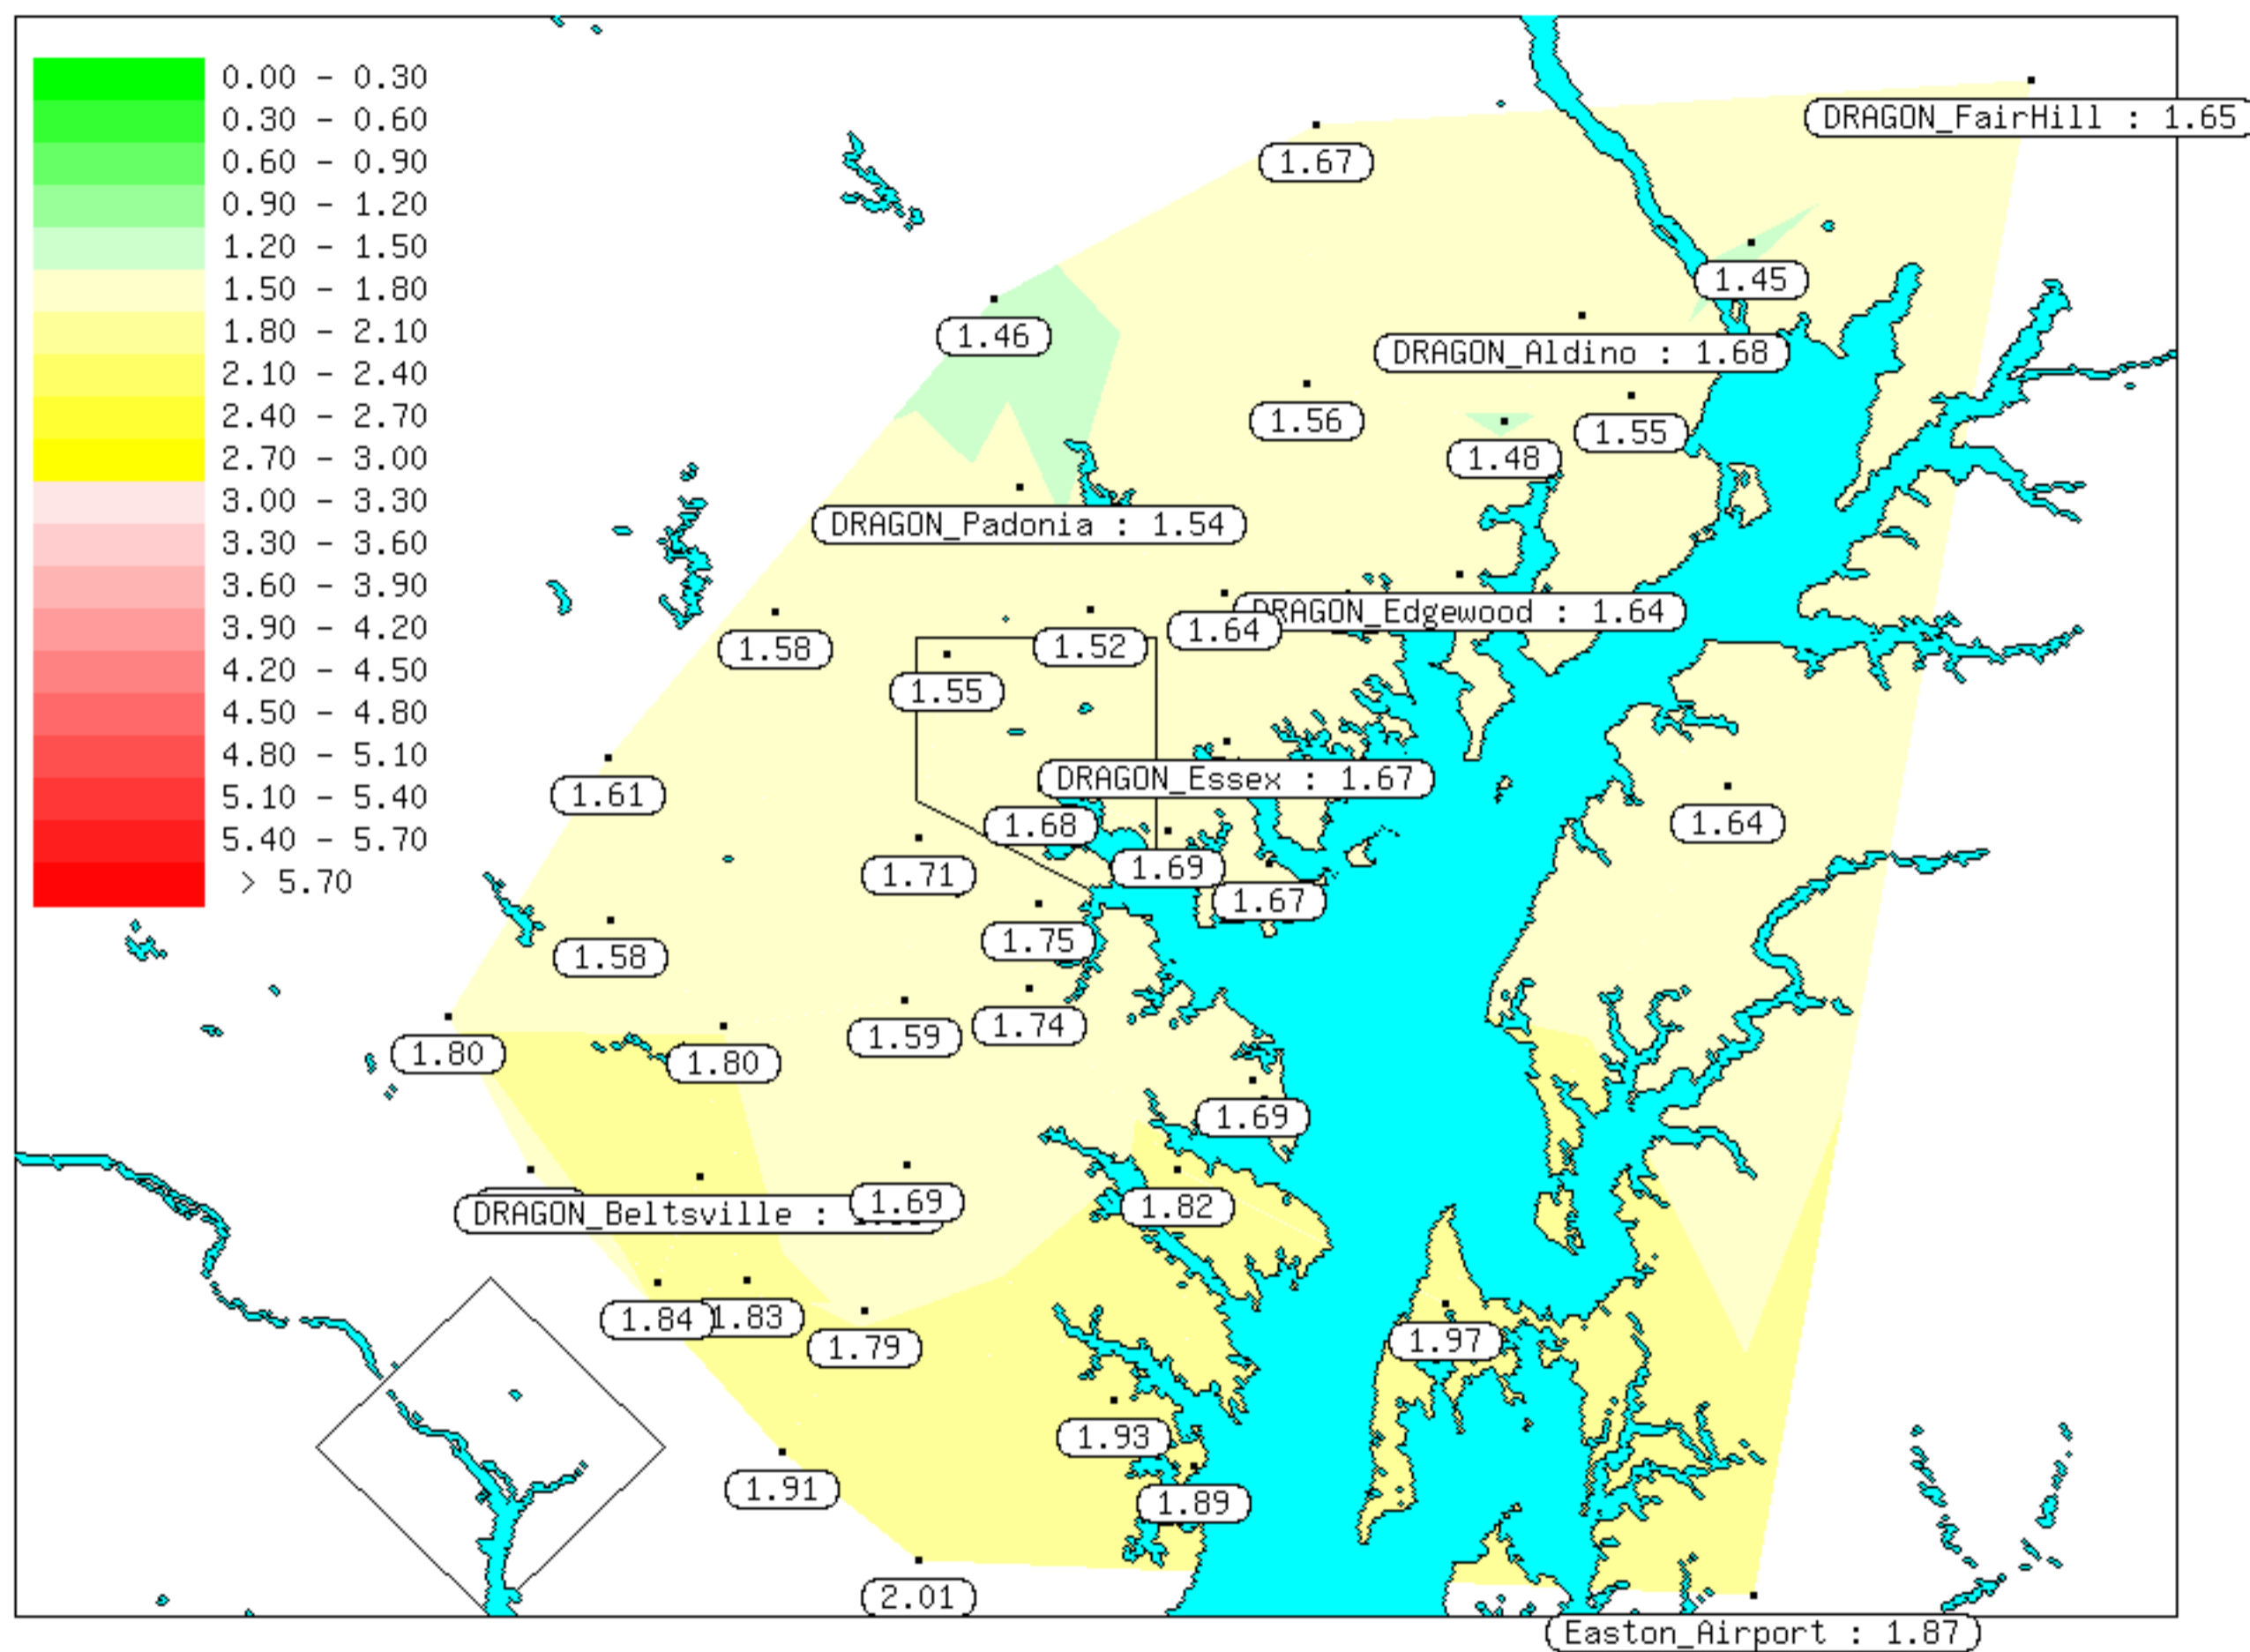 0.00 - 0.30
0.30 - 0.60
0.60 - 0.90
0.90 - 1.20
1.20 - 1.50
1.50 - 1.80
1.80 - 2.10
2.10 - 2.40
2.40 - 2.70
2.70 - 3.00
3.00 - 3.30
3.30 - 3.60
3.60 - 3.90
3.90 - 4.20
4.20 - 4.50
4.50 - 4.80
4.80 - 5.10
5.10 - 5.40
5.40 - 5.70
> 5.70
DRAGON_FairHill : 1.65
1.67
1.45
1.46
DRAGON_Aldino : 1.68
1.56
1.55
1.48
DRAGON_Padonia : 1.54
DRAGON_Edgewood : 1.64
1.64
1.58
1.52
1.55
DRAGON_Essex : 1.67
1.61
1.68
1.64
1.71
1.69
1.67
1.75
1.58
1.74
1.59
1.80
1.80
1.69
1.69
1.82
DRAGON_Beltsville :
1.84
1.83
1.79
1.97
1.93
1.91
1.89
2.01
Easton_Airport : 1.87